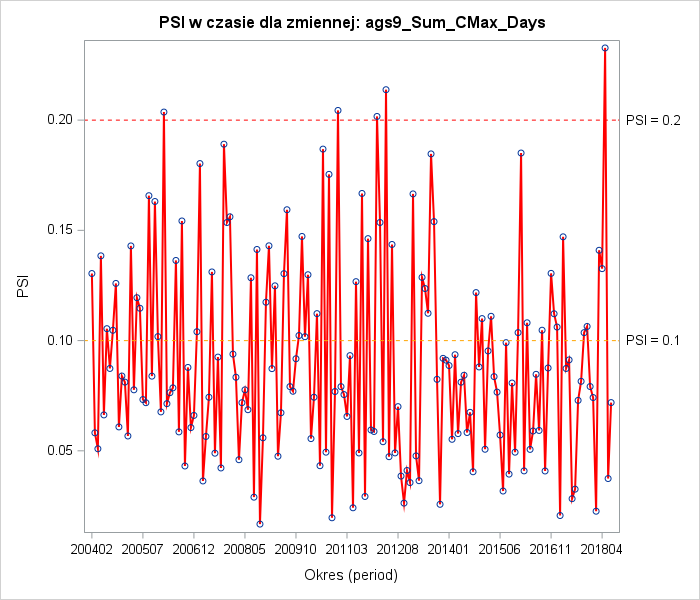 PSI w czasie dla zmiennej: ags9_Sum_CMax_Days
0.20
0.15
0.10
0.05
PSI
PSI = 0.2
PSI = 0.1
200402 200507 200612 200805 200910 201103 201208 201401 201506 201611 201804
Okres (period)